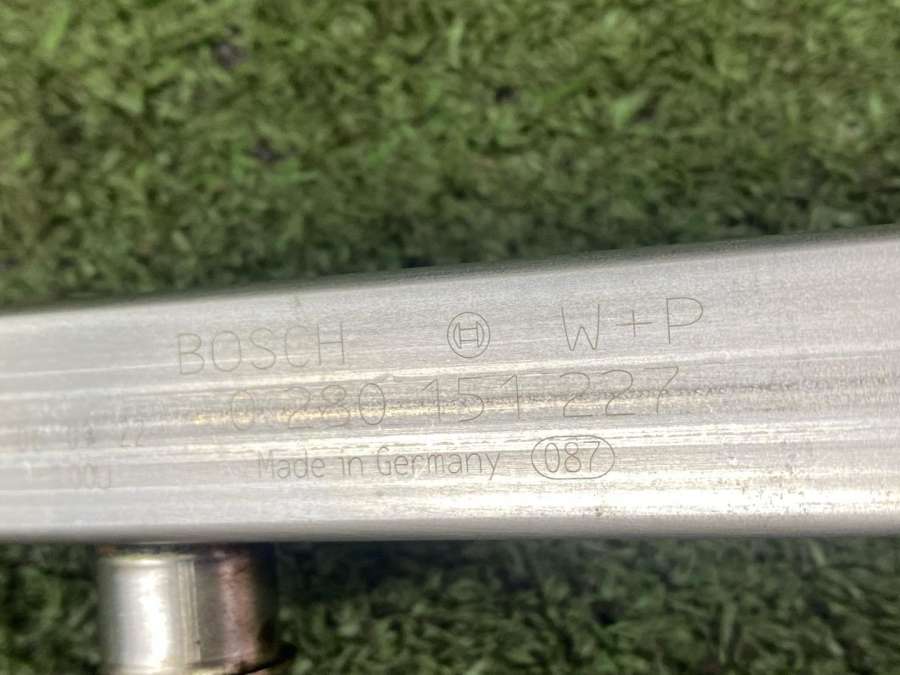 BOSCH W+P
0 280 151 227
Made in Germany 087